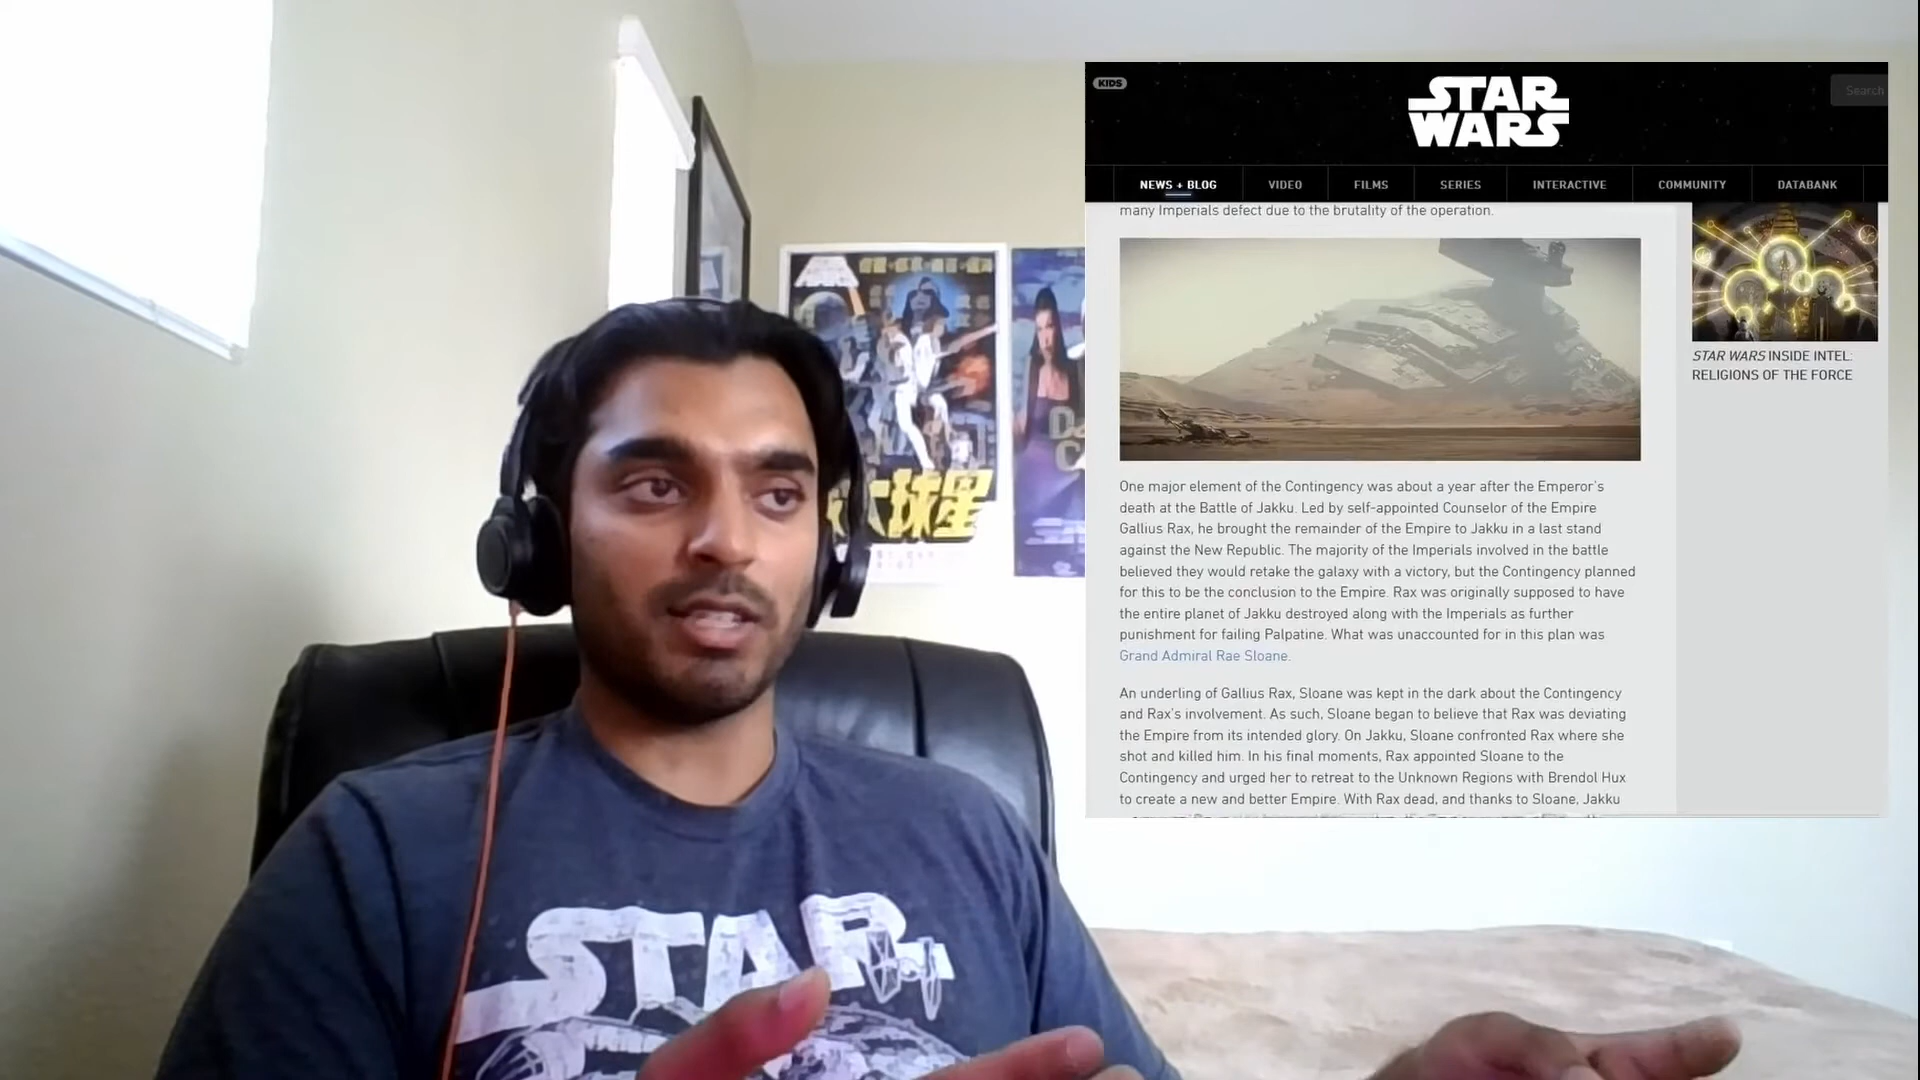 KIDS
STAR
WARS
Search
NEWS + BLOG
VIDEO
FILMS
SERIES
INTERACTIVE
COMMUNITY
DATABANK
many Imperials defect due to the brutality of the operation.
One major element of the Contingency was about a year after the Emperor's
death at the Battle of Jakku. Led by self-appointed Counselor of the Empire
Gallius Rax, he brought the remainder of the Empire to Jakku in a last stand
against the New Republic. The majority of the Imperials involved in the battle
believed they would retake the galaxy with a victory, but the Contingency planned
for this to be the conclusion to the Empire. Rax was originally supposed to have
the entire planet of Jakku destroyed along with the Imperials as further
punishment for failing Palpatine. What was unaccounted for in this plan was
Grand Admiral Rae Sloane.
An underling of Gallius Rax, Sloane was kept in the dark about the Contingency
and Rax's involvement. As such, Sloane began to believe that Rax was deviating
the Empire from its intended glory. On Jakku, Sloane confronted Rax where she
shot and killed him. In his final moments, Rax appointed Sloane to the
Contingency and urged her to retreat to the Unknown Regions with Brendol Hux
to create a new and better Empire. With Rax dead, and thanks to Sloane, Jakku
STAR WARS INSIDE INTEL:
RELIGIONS OF THE FORCE
大球星
STAR